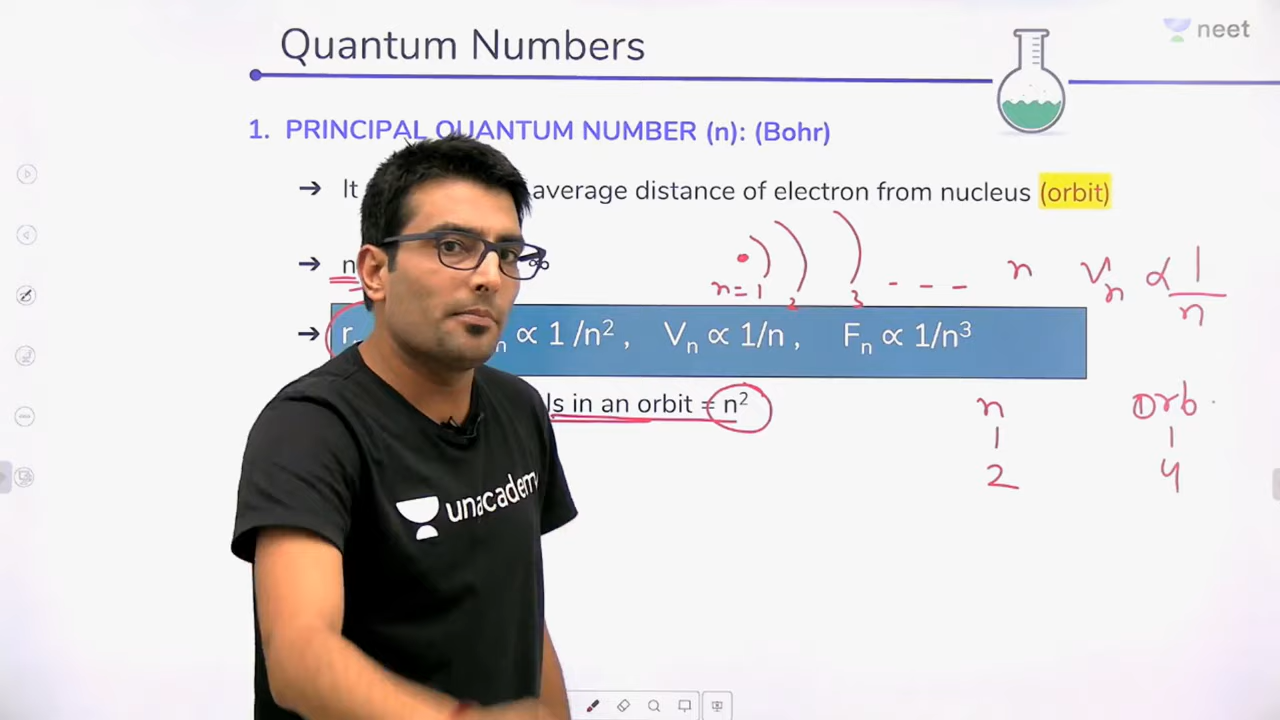 Quantum Numbers
neet
1. PRINCIPAL QUANTUM NUMBER (n): (Bohr)
→ It average distance of electron from nucleus (orbit)
→ n ∞
n = 1 2 3 - - - - n Vn ∝ 1/n
→ r ∝ 1 /n², Vn ∝ 1/n, Fn ∝ 1/n³
ls in an orbit = n²
n Orb.
1 1
2 4
unacademy